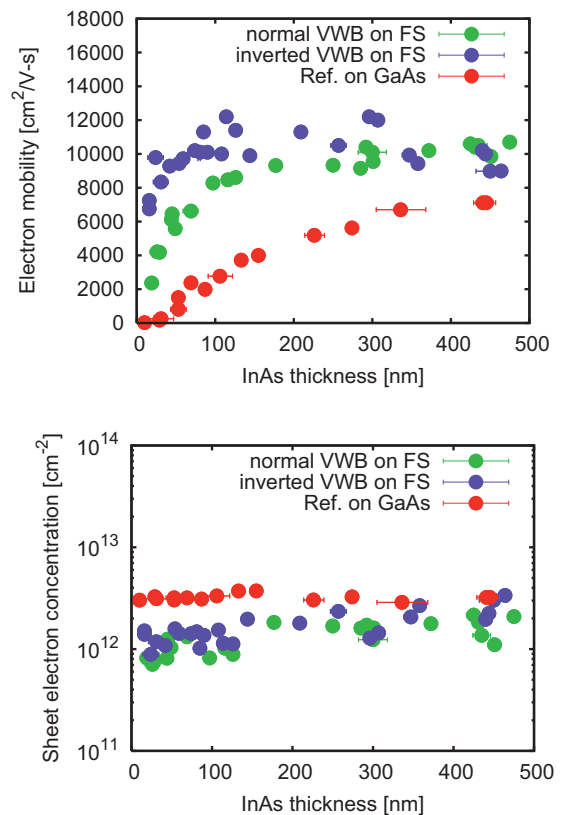 normal VWB on FS
inverted VWB on FS
Ref. on GaAs
Electron mobility [cm²/V-s]
18000
16000
14000
12000
10000
8000
6000
4000
2000
0
0 100 200 300 400 500
InAs thickness [nm]
normal VWB on FS
inverted VWB on FS
Ref. on GaAs
Sheet electron concentration [cm⁻²]
10¹⁴
10¹³
10¹²
10¹¹
0 100 200 300 400 500
InAs thickness [nm]